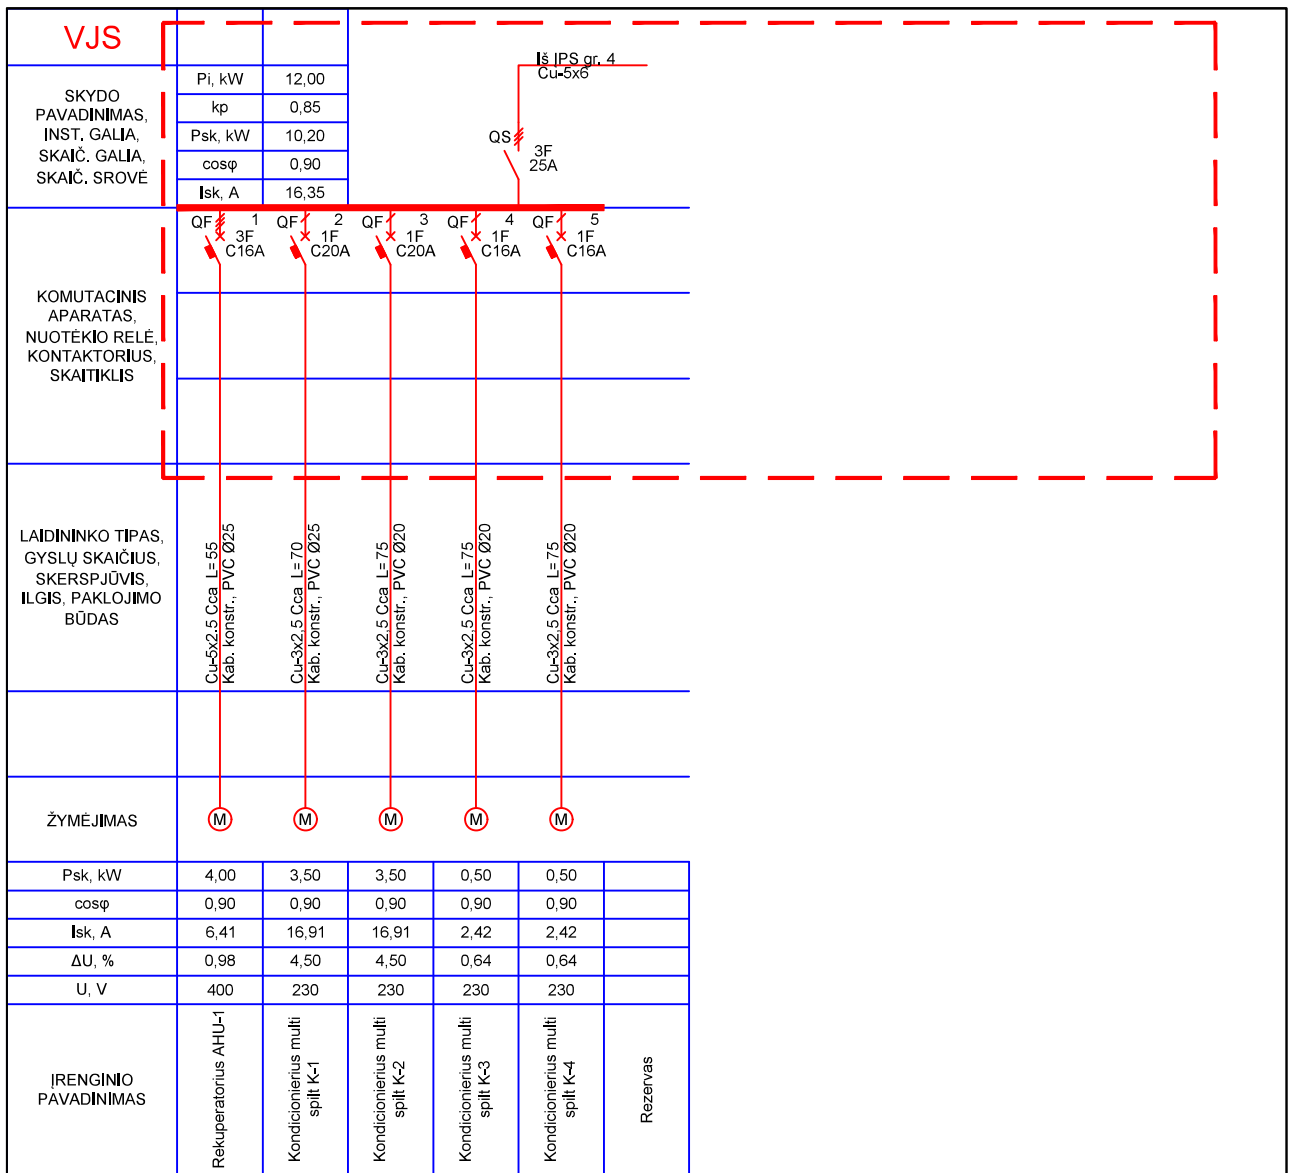 VJS
SKYDO
PAVADINIMAS,
INST. GALIA,
SKAIČ. GALIA,
SKAIČ. SROVĖ
Pi, kW 12,00
kp 0,85
Psk, kW 10,20
cosφ 0,90
Isk, A 16,35
Iš ĮPS gr. 4
Cu-5x6
QS
3F
25A
QF 1
3F
C16A
QF 2
1F
C20A
QF 3
1F
C20A
QF 4
1F
C16A
QF 5
1F
C16A
KOMUTACINIS
APARATAS,
NUOTĖKIO RELĖ,
KONTAKTORIUS,
SKAITIKLIS
LAIDININKO TIPAS,
GYSLŲ SKAIČIUS,
SKERSPJŪVIS,
ILGIS, PAKLOJIMO
BŪDAS
Cu-5x2.5 Cca L=55
Kab. konstr., PVC Ø25
Cu-3x2,5 Cca L=70
Kab. konstr., PVC Ø25
Cu-3x2,5 Cca L=75
Kab. konstr., PVC Ø20
Cu-3x2,5 Cca L=75
Kab. konstr., PVC Ø20
Cu-3x2,5 Cca L=75
Kab. konstr., PVC Ø20
ŽYMĖJIMAS M M M M M
Psk, kW 4,00 3,50 3,50 0,50 0,50
cosφ 0,90 0,90 0,90 0,90 0,90
Isk, A 6,41 16,91 16,91 2,42 2,42
ΔU, % 0,98 4,50 4,50 0,64 0,64
U, V 400 230 230 230 230
ĮRENGINIO
PAVADINIMAS
Rekuperatorius AHU-1
Kondicionierius multi
spilt K-1
Kondicionierius multi
spilt K-2
Kondicionierius multi
spilt K-3
Kondicionierius multi
spilt K-4
Rezervas